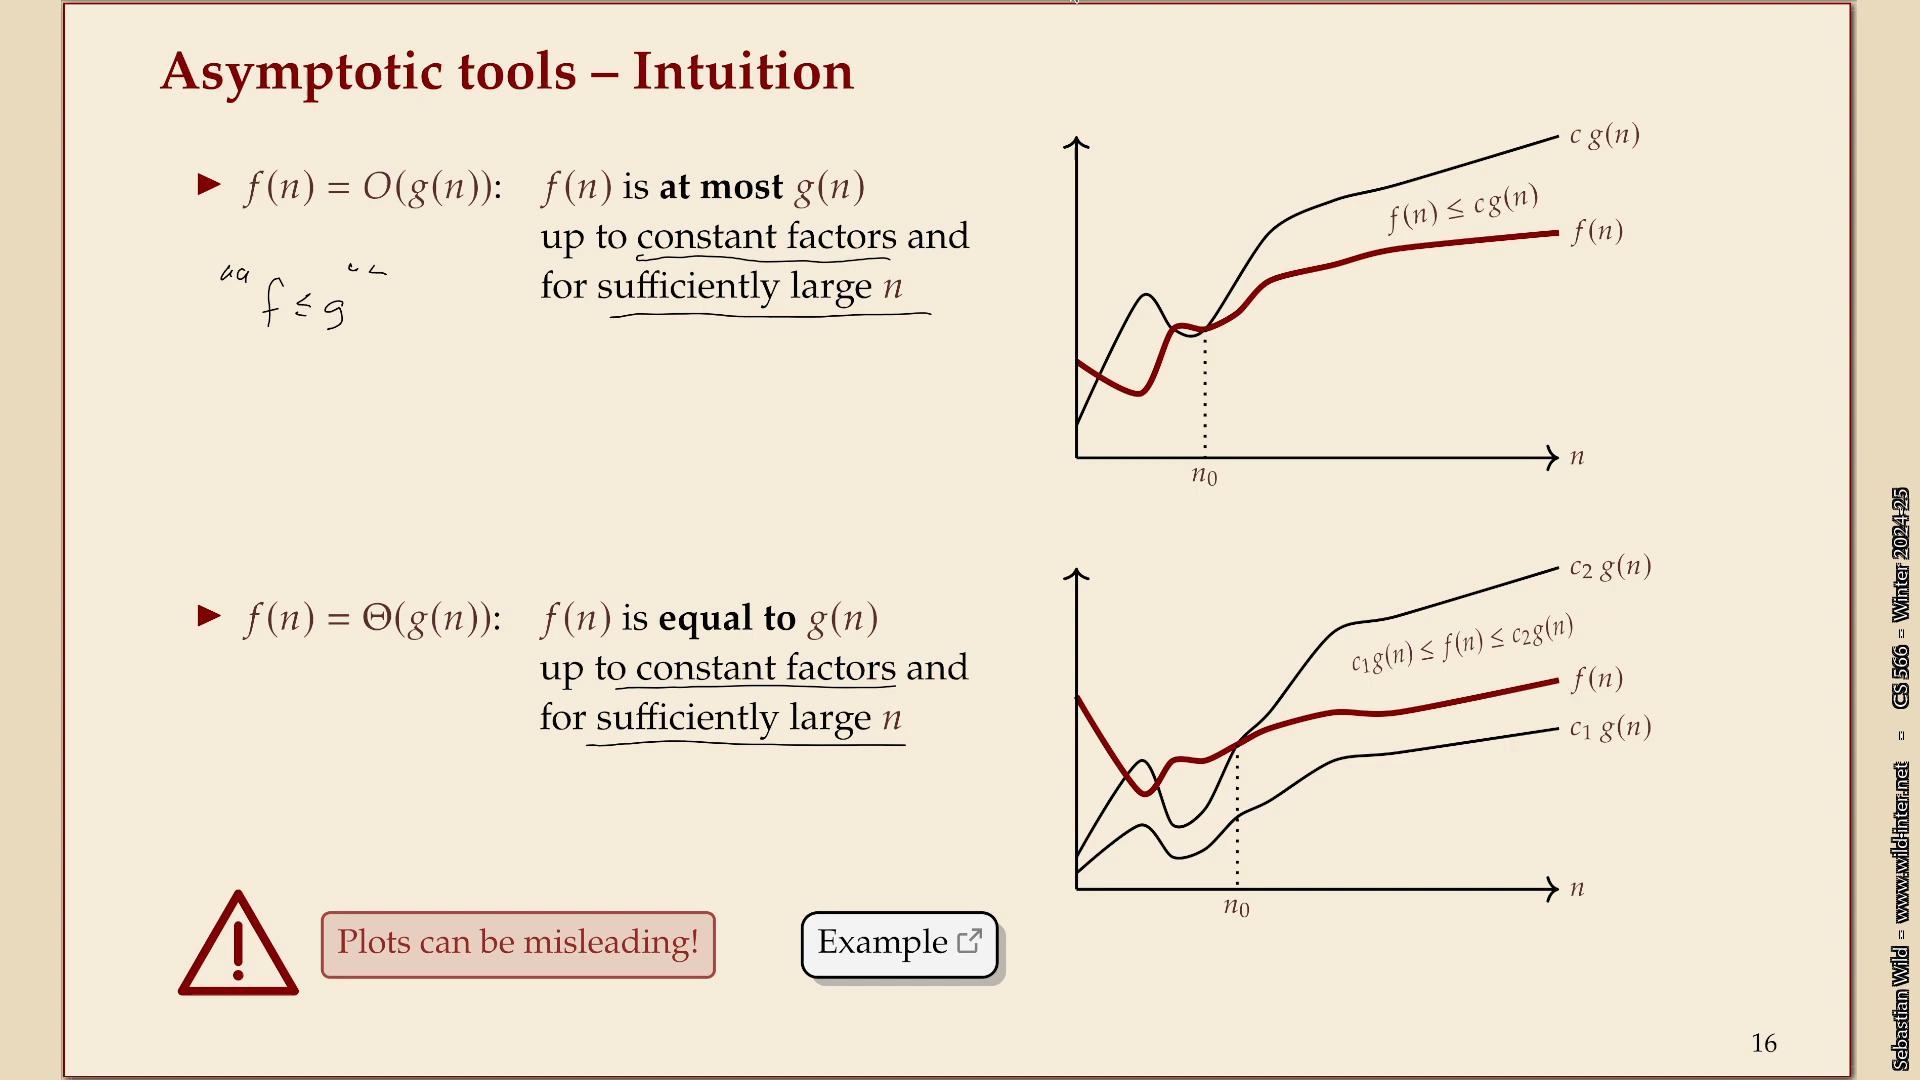 Asymptotic tools – Intuition
▶ f(n) = O(g(n)): f(n) is at most g(n)
up to constant factors and
for sufficiently large n
"" f ≤ g ""
c g(n)
f(n) ≤ cg(n)
f(n)
n
n₀
▶ f(n) = Θ(g(n)): f(n) is equal to g(n)
up to constant factors and
for sufficiently large n
c₂ g(n)
c₁g(n) ≤ f(n) ≤ c₂g(n)
f(n)
c₁ g(n)
n
n₀
Plots can be misleading!
Example
16
Sebastian Wild – www.wild-inter.net – CS 566 – Winter 2024-25